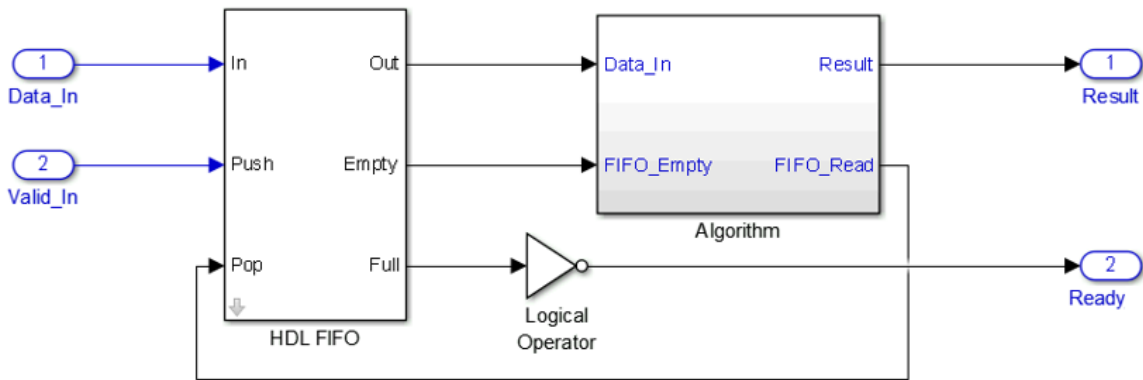 1
Data_In
2
Valid_In
In
Push
Pop
Out
Empty
Full
HDL FIFO
Data_In
FIFO_Empty
Result
FIFO_Read
Algorithm
Logical
Operator
1
Result
2
Ready